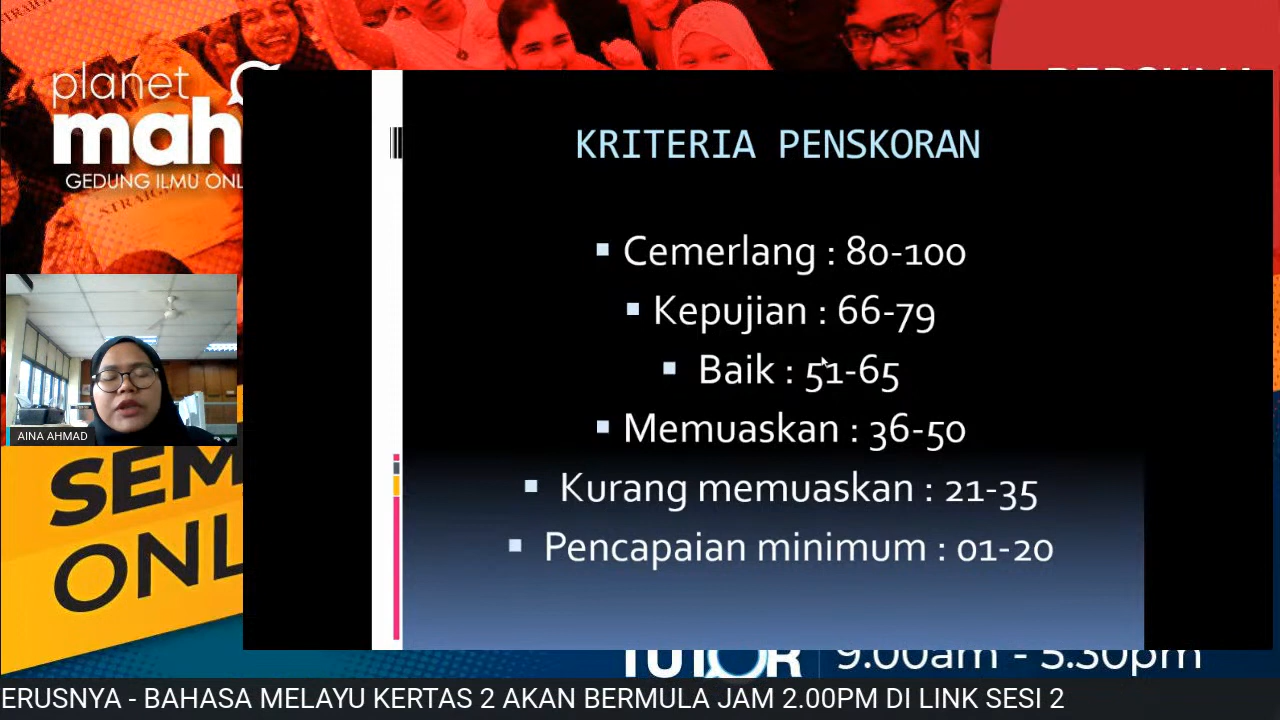 planet
mah
GEDUNG ILMU ONL
KRITERIA PENSKORAN
Cemerlang : 80-100
Kepujian : 66-79
Baik : 51-65
Memuaskan : 36-50
Kurang memuaskan : 21-35
Pencapaian minimum : 01-20
AINA AHMAD
SEM
ONL
TUTOR
9.00am - 5.30pm
ERUSNYA - BAHASA MELAYU KERTAS 2 AKAN BERMULA JAM 2.00PM DI LINK SESI 2